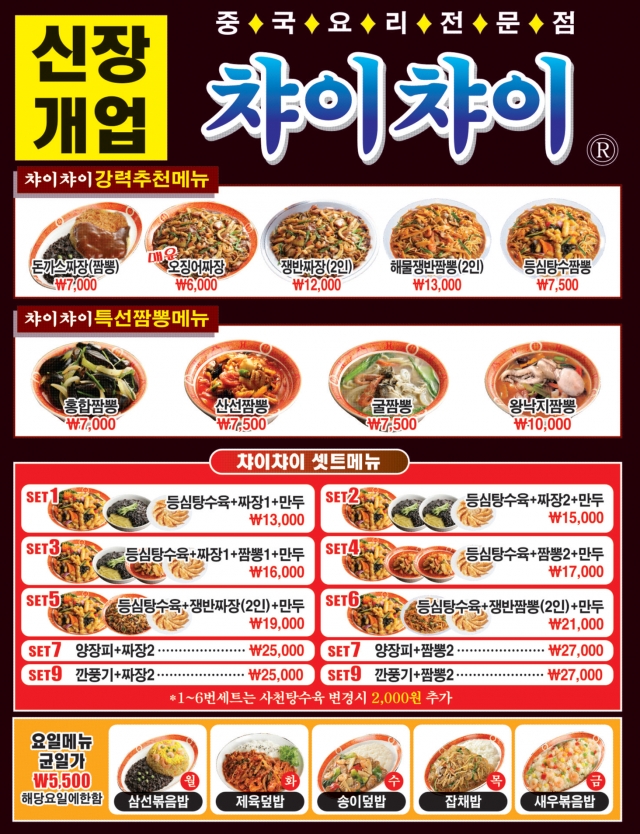 신장
개업
중♦국♦요♦리♦전♦문♦점
챠이챠이®
챠이챠이강력추천메뉴
돈까스짜장(짬뽕)
₩7,000
매운
오징어짜장
₩6,000
쟁반짜장(2인)
₩12,000
해물쟁반짬뽕(2인)
₩13,000
등심탕수짬뽕
₩7,500
챠이챠이특선짬뽕메뉴
홍합짬뽕
₩7,000
산선짬뽕
₩7,500
굴짬뽕
₩7,500
왕낙지짬뽕
₩10,000
챠이챠이 셋트메뉴
SET1 등심탕수육+짜장1+만두
₩13,000
SET2 등심탕수육+짜장2+만두
₩15,000
SET3 등심탕수육+짜장1+짬뽕1+만두
₩16,000
SET4 등심탕수육+짬뽕2+만두
₩17,000
SET5 등심탕수육+쟁반짜장(2인)+만두
₩19,000
SET6 등심탕수육+쟁반짬뽕(2인)+만두
₩21,000
SET7 양장피+짜장2 ₩25,000
SET7 양장피+짬뽕2 ₩27,000
SET9 깐풍기+짜장2 ₩25,000
SET9 깐풍기+짬뽕2 ₩27,000
*1~6번세트는 사천탕수육 변경시 2,000원 추가
요일메뉴
균일가
₩5,500
해당요일에한함
월
삼선볶음밥
화
제육덮밥
수
송이덮밥
목
잡채밥
금
새우볶음밥